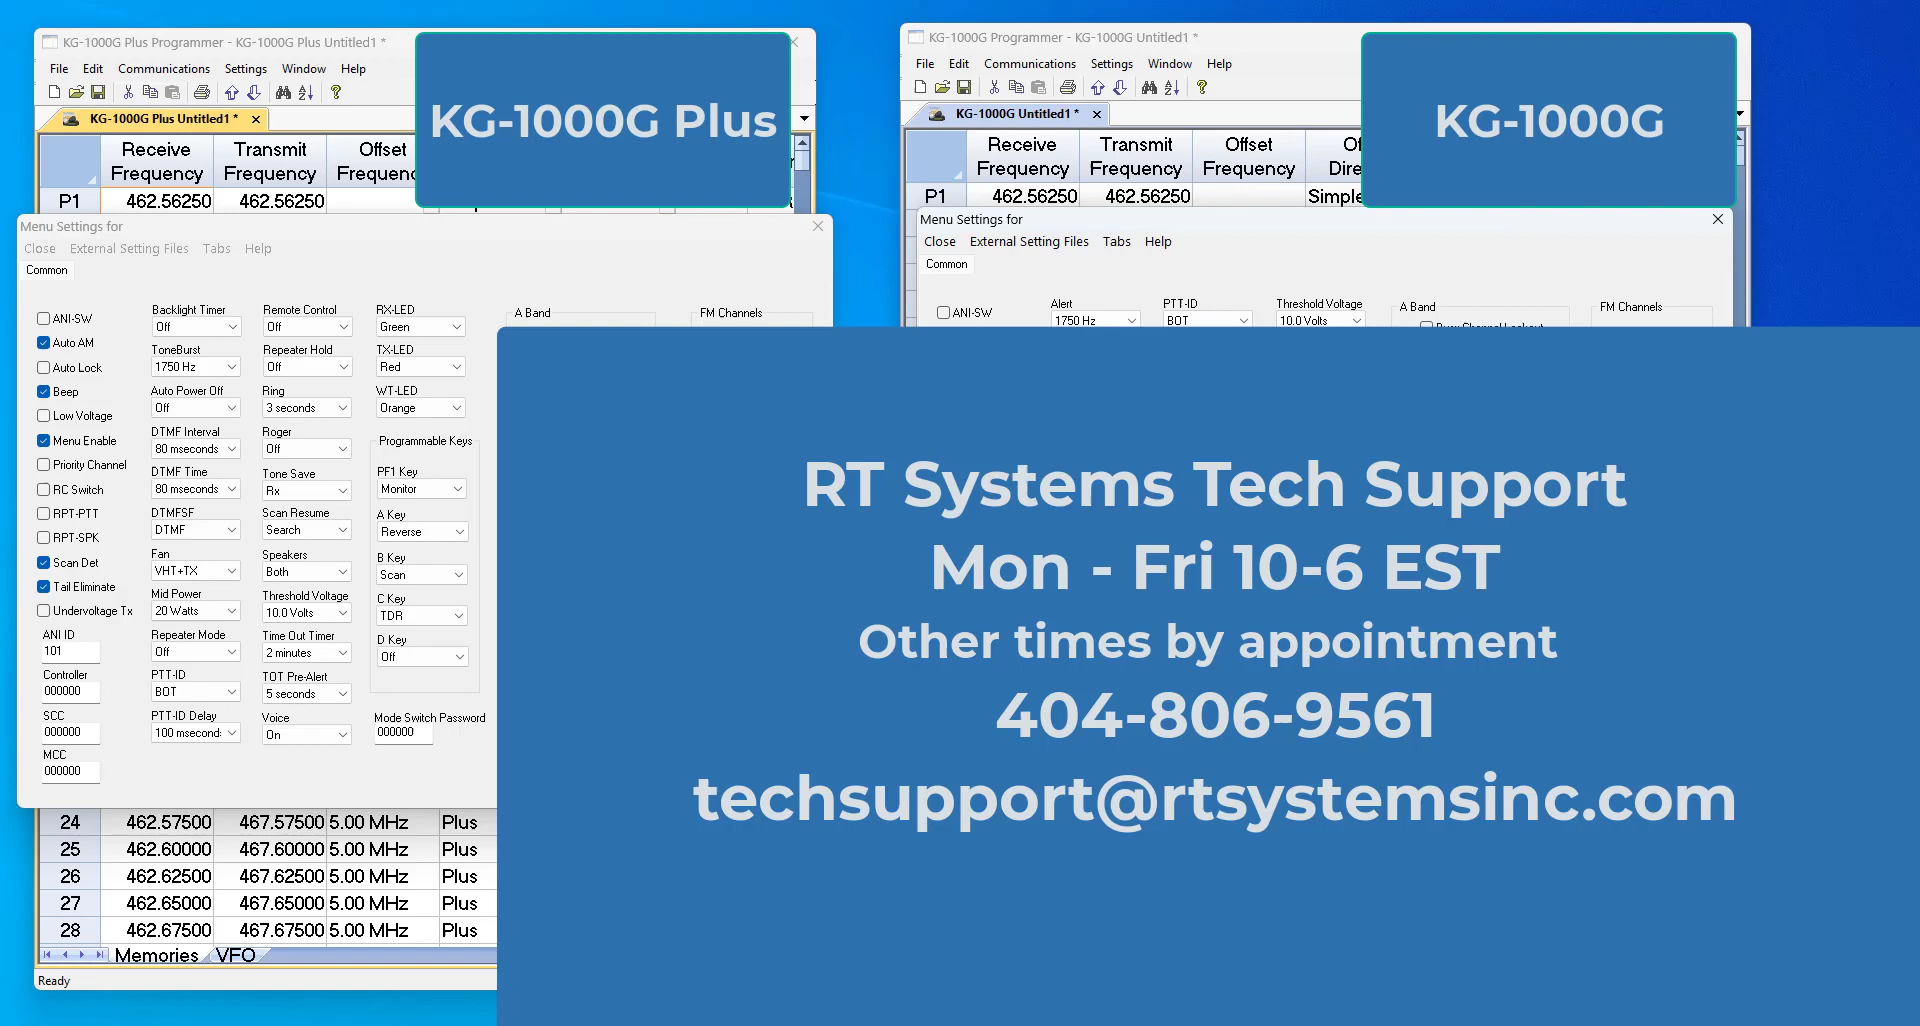 KG-1000G Plus Programmer - KG-1000G Plus Untitled1 *
File Edit Communications Settings Window Help
KG-1000G Plus Untitled1 *
Receive Frequency
Transmit Frequency
Offset
P1 462.56250 462.56250
KG-1000G Plus
KG-1000G Programmer - KG-1000G Untitled1 *
File Edit Communications Settings Window Help
KG-1000G Untitled1 *
Receive Frequency
Transmit Frequency
Offset Frequency
P1 462.56250 462.56250
KG-1000G
Menu Settings for
Close External Setting Files Tabs Help
Common
ANI-SW
Auto AM
Auto Lock
Beep
Low Voltage
Menu Enable
Priority Channel
RC Switch
RPT-PTT
RPT-SPK
Scan Det
Tail Eliminate
Undervoltage Tx
ANI ID
101
Controller
000000
SCC
000000
MCC
000000
Backlight Timer
Off
ToneBurst
1750 Hz
Auto Power Off
Off
DTMF Interval
80 mseconds
DTMF Time
80 mseconds
DTMFSF
DTMF
Fan
VHT+TX
Mid Power
20 Watts
Repeater Mode
Off
PTT-ID
BOT
PTT-ID Delay
100 msecond
Remote Control
Off
Repeater Hold
Off
Ring
3 seconds
Roger
Off
Tone Save
Rx
Scan Resume
Search
Speakers
Both
Threshold Voltage
10.0 Volts
Time Out Timer
2 minutes
TOT Pre-Alert
5 seconds
Voice
On
RX-LED
Green
TX-LED
Red
WT-LED
Orange
Programmable Keys
PF1 Key
Monitor
A Key
Reverse
B Key
Scan
C Key
TDR
D Key
Off
Mode Switch Password
000000
A Band
FM Channels
Menu Settings for
Close External Setting Files Tabs Help
Common
ANI-SW
Alert
1750 Hz
PTT-ID
BOT
Threshold Voltage
10.0 Volts
A Band
FM Channels
24 462.57500 467.57500 5.00 MHz Plus
25 462.60000 467.60000 5.00 MHz Plus
26 462.62500 467.62500 5.00 MHz Plus
27 462.65000 467.65000 5.00 MHz Plus
28 462.67500 467.67500 5.00 MHz Plus
Memories VFO
Ready
RT Systems Tech Support
Mon - Fri 10-6 EST
Other times by appointment
404-806-9561
techsupport@rtsystemsinc.com